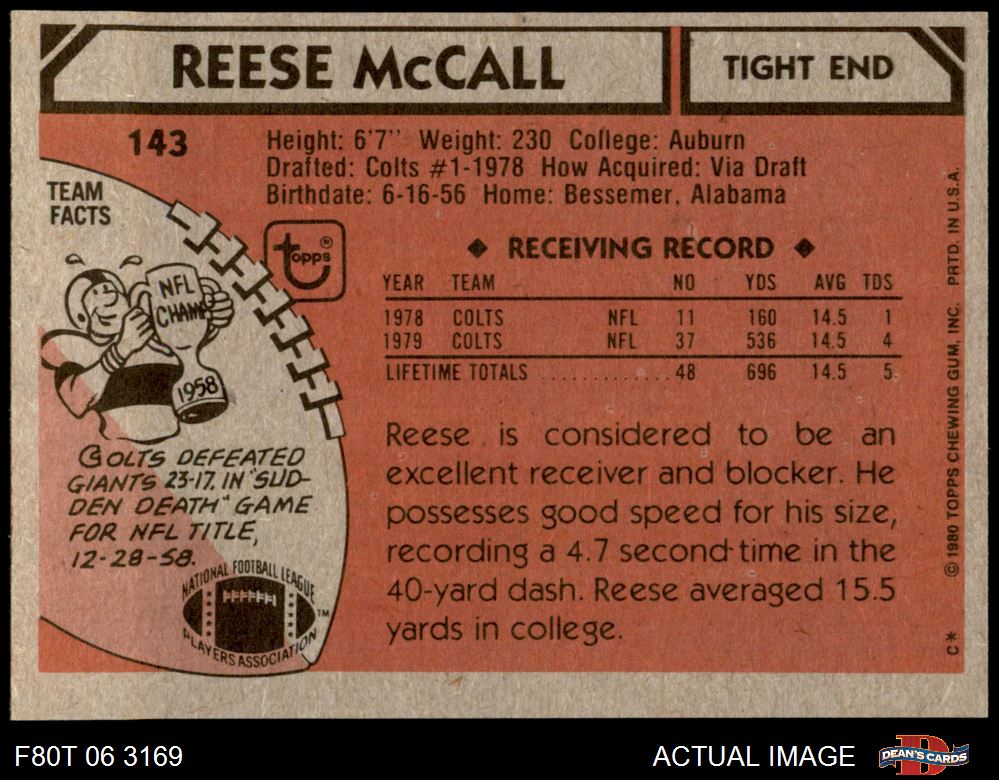 REESE McCALL
TIGHT END
143
Height: 6'7" Weight: 230 College: Auburn
Drafted: Colts #1-1978 How Acquired: Via Draft
Birthdate: 6-16-56 Home: Bessemer, Alabama
TEAM
FACTS
topps®
NFL
CHAMPS
1958
COLTS DEFEATED
GIANTS 23-17, IN "SUD-
DEN DEATH" GAME
FOR NFL TITLE,
12-28-58.
NATIONAL FOOTBALL LEAGUE
PLAYERS ASSOCIATION
TM
◆ RECEIVING RECORD ◆
YEAR TEAM NO YDS AVG TDS
1978 COLTS NFL 11 160 14.5 1
1979 COLTS NFL 37 536 14.5 4
LIFETIME TOTALS ............. 48 696 14.5 5
Reese is considered to be an
excellent receiver and blocker. He
possesses good speed for his size,
recording a 4.7 second time in the
40-yard dash. Reese averaged 15.5
yards in college.
C* © 1980 TOPPS CHEWING GUM, INC. PRTD. IN U.S.A.
F80T 06 3169
ACTUAL IMAGE
DEAN'S CARDS